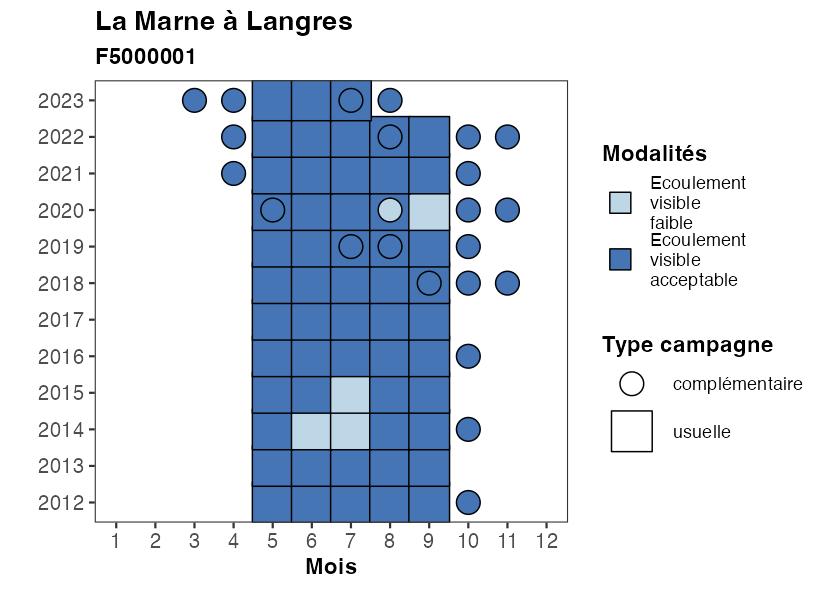 La Marne à Langres
F5000001
2023
2022
2021
2020
2019
2018
2017
2016
2015
2014
2013
2012
1 2 3 4 5 6 7 8 9 10 11 12
Mois
Modalités
Ecoulement
visible
faible
Ecoulement
visible
acceptable
Type campagne
complémentaire
usuelle